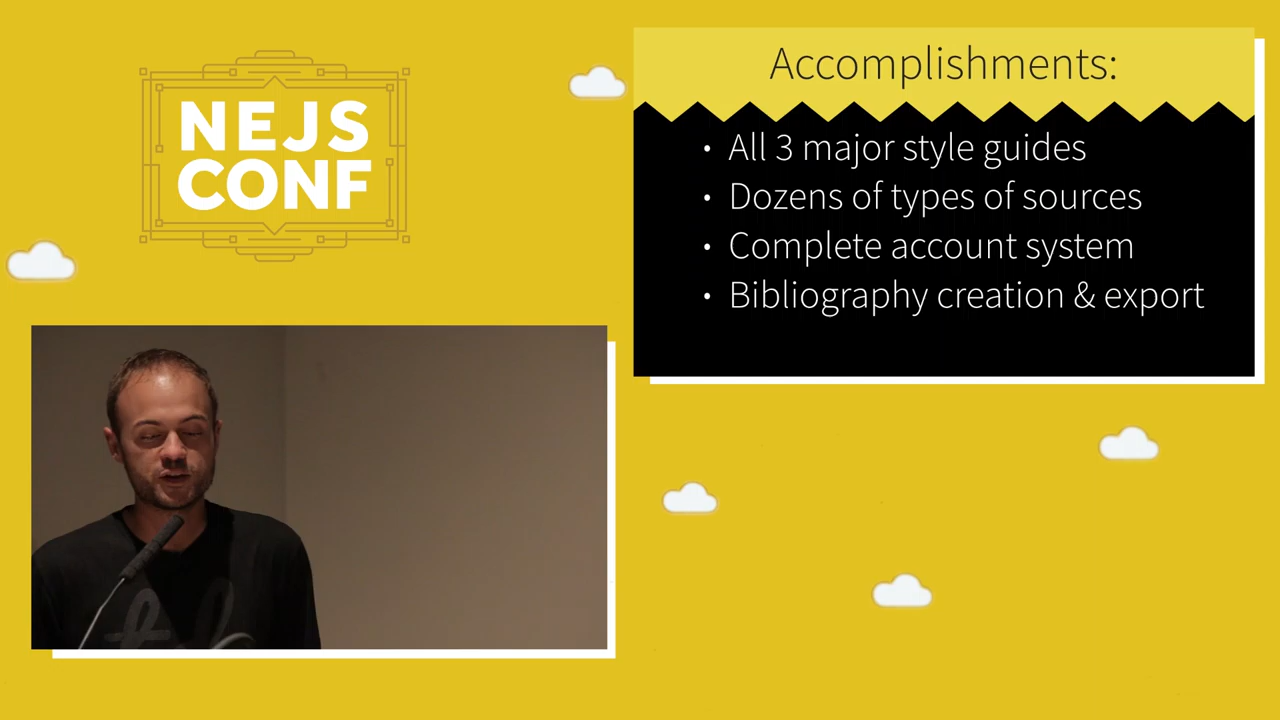 NEJS
CONF
Accomplishments:
• All 3 major style guides
• Dozens of types of sources
• Complete account system
• Bibliography creation & export